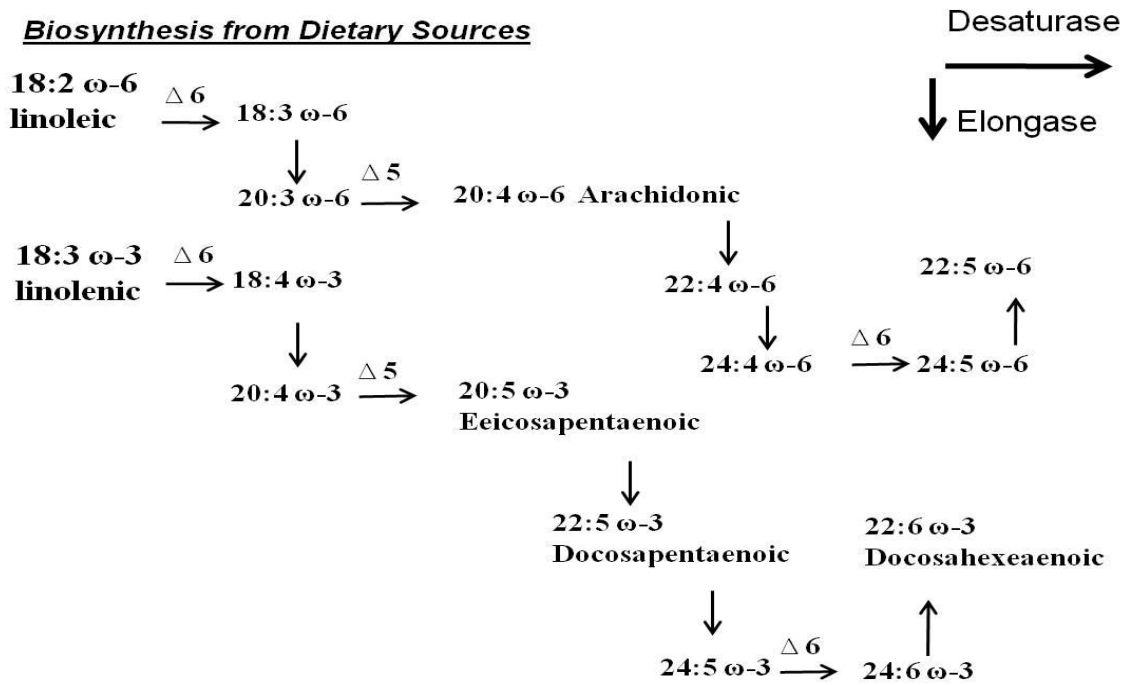 Biosynthesis from Dietary Sources
Desaturase
Elongase
18:2 ω-6
linoleic
△ 6
18:3 ω-6
20:3 ω-6
△ 5
20:4 ω-6 Arachidonic
18:3 ω-3
linolenic
△ 6
18:4 ω-3
22:4 ω-6
22:5 ω-6
24:4 ω-6
△ 6
24:5 ω-6
20:4 ω-3
△ 5
20:5 ω-3
Eeicosapentaenoic
22:5 ω-3
Docosapentaenoic
22:6 ω-3
Docosahexeaenoic
24:5 ω-3
△ 6
24:6 ω-3